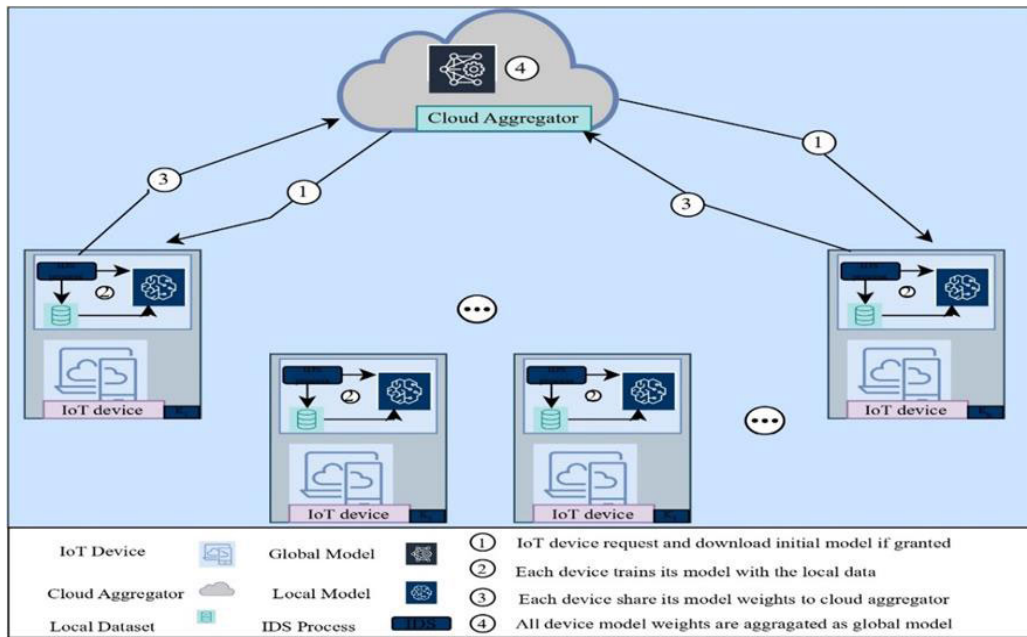 4
Cloud Aggregator
1
3
1
3
2
2
IoT device
IoT device
2
2
IoT device
IoT device
IoT Device
Global Model
1 IoT device request and download initial model if granted
2 Each device trains its model with the local data
Cloud Aggregator
Local Model
3 Each device share its model weights to cloud aggregator
Local Dataset
IDS Process
IDS
4 All device model weights are aggragated as global model